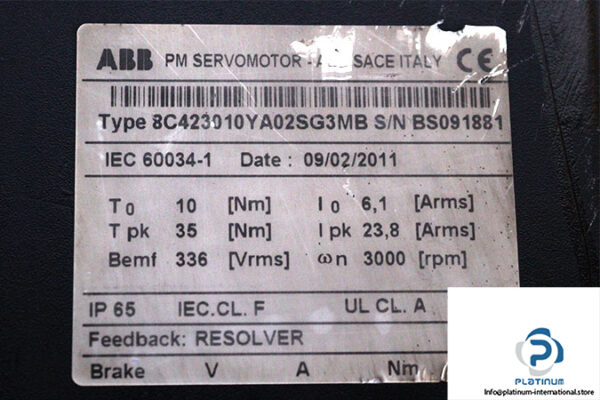 ABB PM SERVOMOTOR - SACE ITALY CE
Type 8C423010YA02SG3MB S/N BS091881
IEC 60034-1 Date : 09/02/2011
T0 10 [Nm] I0 6,1 [Arms]
T pk 35 [Nm] I pk 23,8 [Arms]
Bemf 336 [Vrms] ωn 3000 [rpm]
IP 65 IEC.CL. F UL CL. A
Feedback: RESOLVER
Brake V A Nm
PLATINUM
Info@platinum-international.store